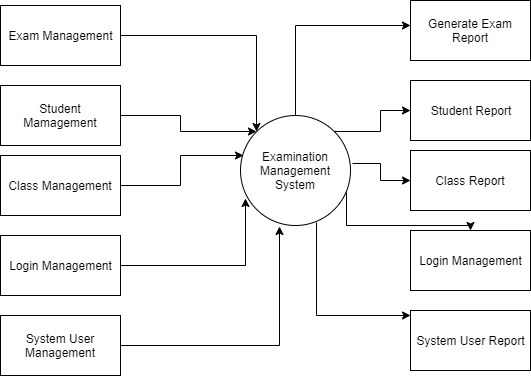 Exam Management
Student
Mamagement
Class Management
Login Management
System User
Management
Examination
Management
System
Generate Exam
Report
Student Report
Class Report
Login Management
System User Report